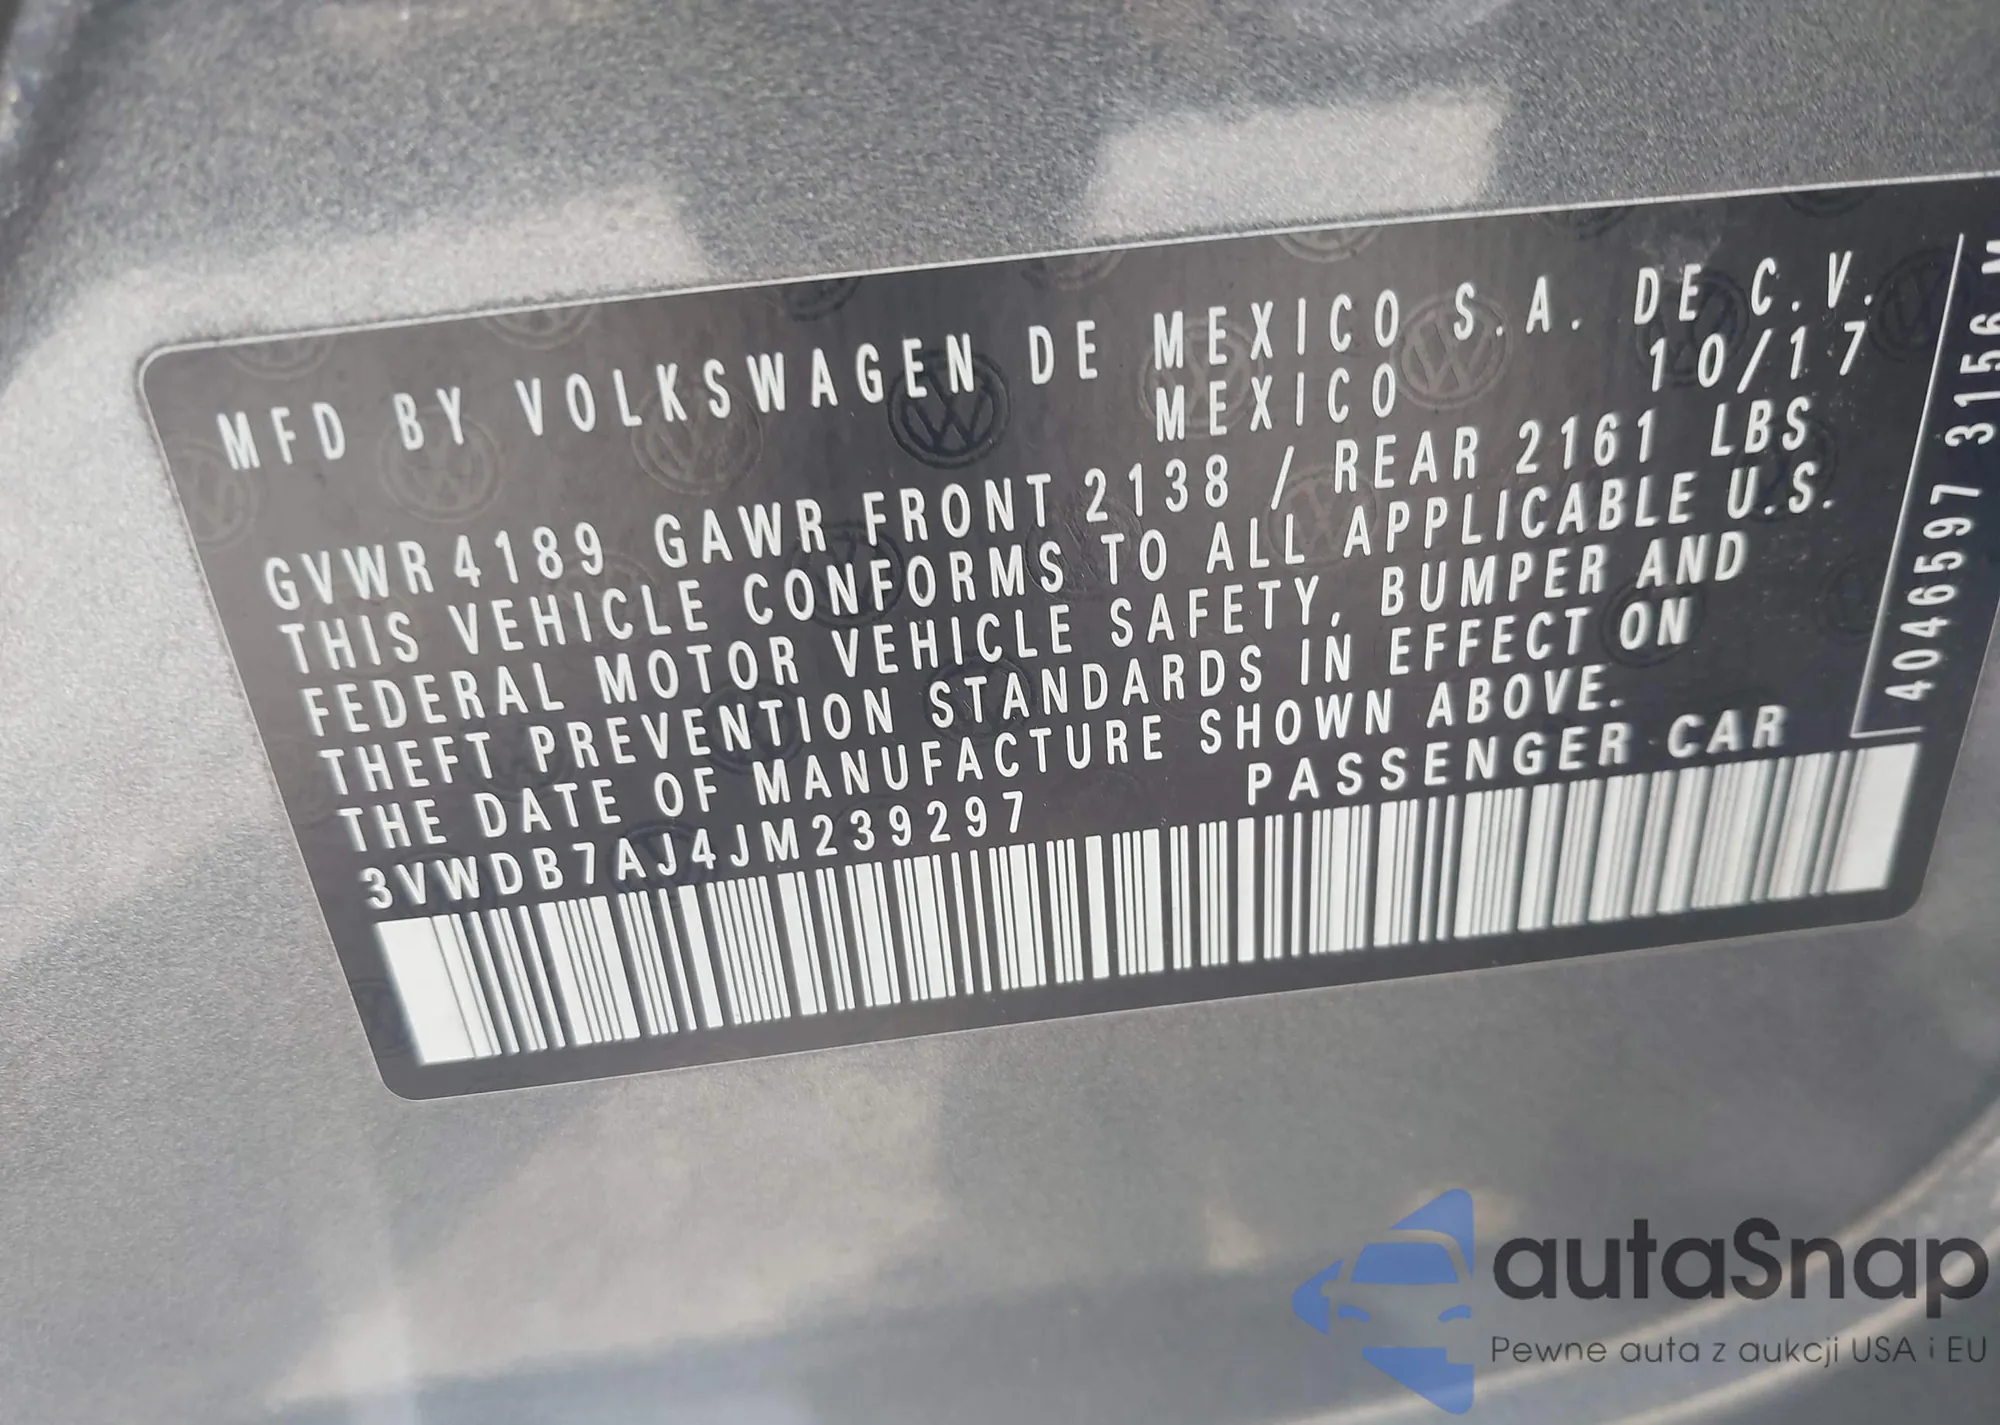 MFD BY VOLKSWAGEN DE MEXICO S.A. DE C.V.
MEXICO 10/17
GVWR 4189 GAWR FRONT 2138 / REAR 2161 LBS
THIS VEHICLE CONFORMS TO ALL APPLICABLE U.S.
FEDERAL MOTOR VEHICLE SAFETY, BUMPER AND
THEFT PREVENTION STANDARDS IN EFFECT ON
THE DATE OF MANUFACTURE SHOWN ABOVE.
3VWDB7AJ4JM239297 PASSENGER CAR
4046597 3156
autaSnap
Pewne auta z aukcji USA i EU